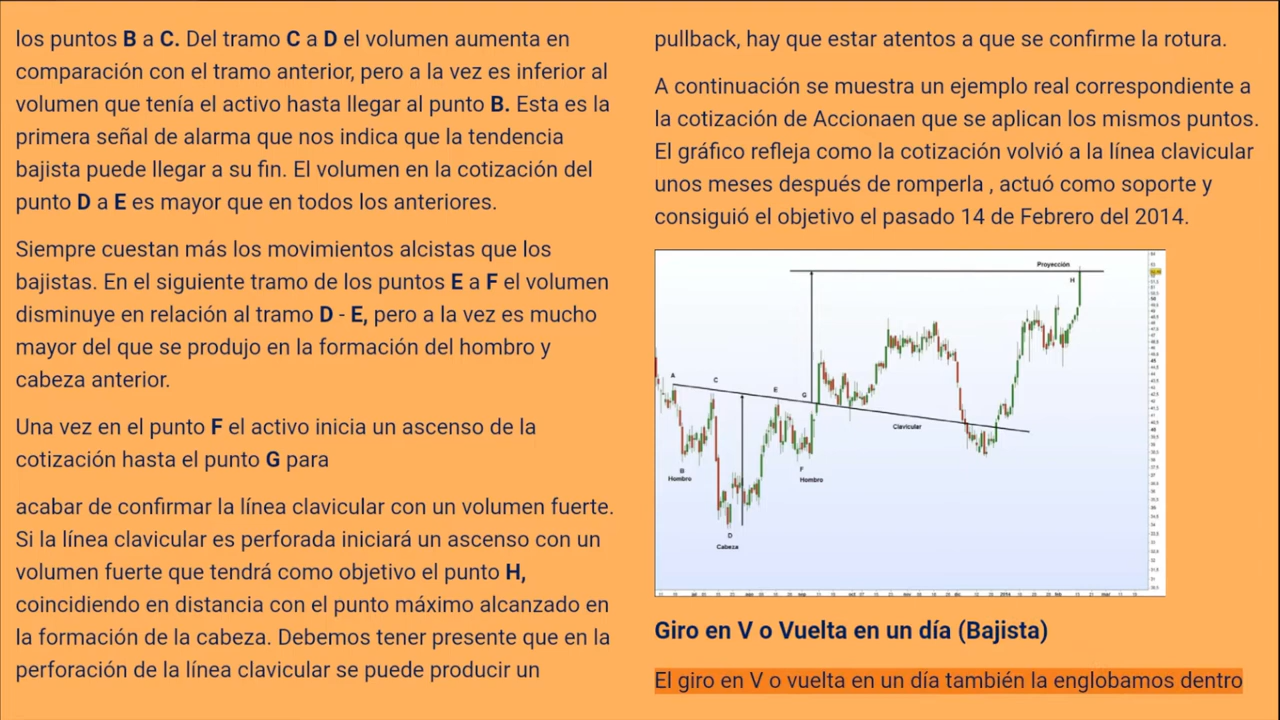 los puntos B a C. Del tramo C a D el volumen aumenta en
comparación con el tramo anterior, pero a la vez es inferior al
volumen que tenía el activo hasta llegar al punto B. Esta es la
primera señal de alarma que nos indica que la tendencia
bajista puede llegar a su fin. El volumen en la cotización del
punto D a E es mayor que en todos los anteriores.
Siempre cuestan más los movimientos alcistas que los
bajistas. En el siguiente tramo de los puntos E a F el volumen
disminuye en relación al tramo D - E, pero a la vez es mucho
mayor del que se produjo en la formación del hombro y
cabeza anterior.
Una vez en el punto F el activo inicia un ascenso de la
cotización hasta el punto G para
acabar de confirmar la línea clavicular con un volumen fuerte.
Si la línea clavicular es perforada iniciará un ascenso con un
volumen fuerte que tendrá como objetivo el punto H,
coincidiendo en distancia con el punto máximo alcanzado en
la formación de la cabeza. Debemos tener presente que en la
perforación de la línea clavicular se puede producir un
pullback, hay que estar atentos a que se confirme la rotura.
A continuación se muestra un ejemplo real correspondiente a
la cotización de Accionaen que se aplican los mismos puntos.
El gráfico refleja como la cotización volvió a la línea clavicular
unos meses después de romperla , actuó como soporte y
consiguió el objetivo el pasado 14 de Febrero del 2014.
Proyección
H
A
C
E
G
Clavicular
B
Hombro
F
Hombro
D
Cabeza
Giro en V o Vuelta en un día (Bajista)
El giro en V o vuelta en un día también la englobamos dentro